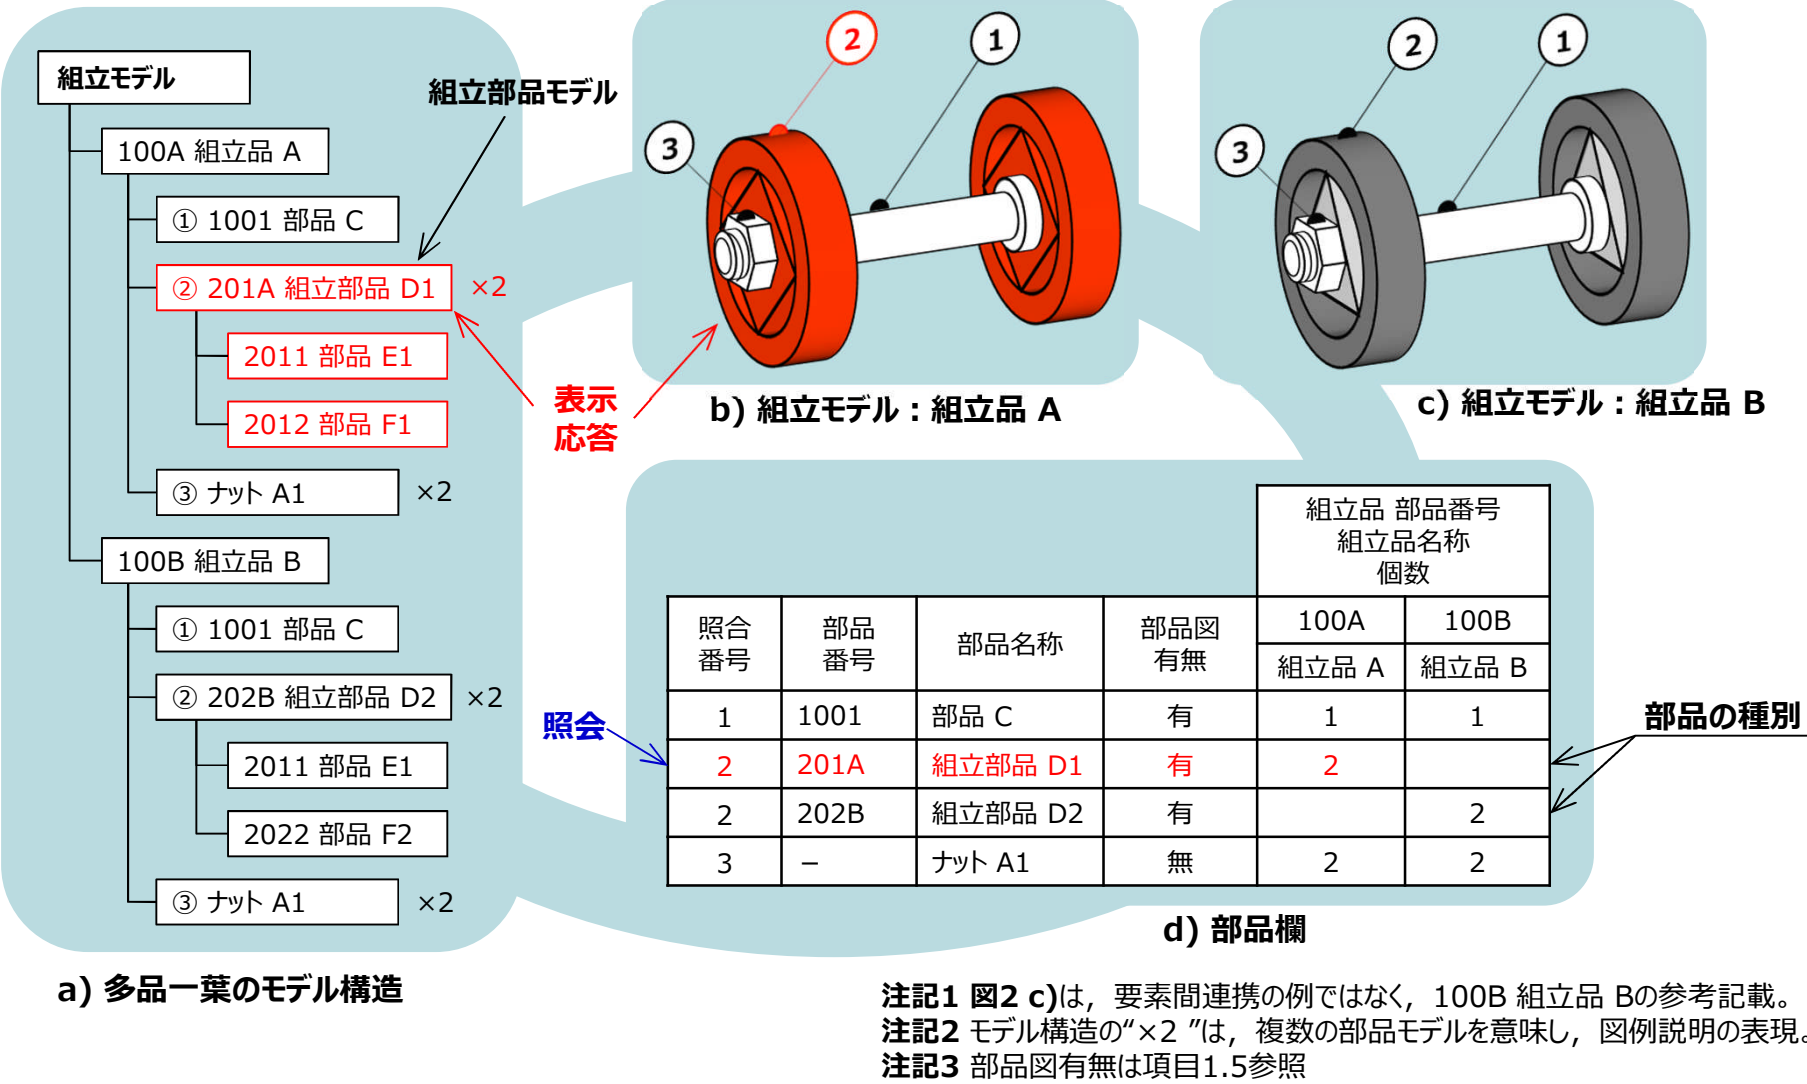 組立モデル
組立部品モデル
100A 組立品 A
① 1001 部品 C
② 201A 組立部品 D1 ×2
2011 部品 E1
2012 部品 F1
③ ナット A1 ×2
100B 組立品 B
① 1001 部品 C
② 202B 組立部品 D2 ×2
2011 部品 E1
2022 部品 F2
③ ナット A1 ×2
a) 多品一葉のモデル構造
表示
応答
2
1
3
b) 組立モデル：組立品 A
2
1
3
c) 組立モデル：組立品 B
組立品 部品番号
組立品名称
個数
照合
番号
部品
番号
部品名称
部品図
有無
100A 100B
組立品 A 組立品 B
1 1001 部品 C 有 1 1
2 201A 組立部品 D1 有 2
2 202B 組立部品 D2 有 2
3 － ナット A1 無 2 2
照会
部品の種別
d) 部品欄
注記1 図2 c)は，要素間連携の例ではなく，100B 組立品 Bの参考記載。
注記2 モデル構造の“×2 ”は，複数の部品モデルを意味し，図例説明の表現。
注記3 部品図有無は項目1.5参照